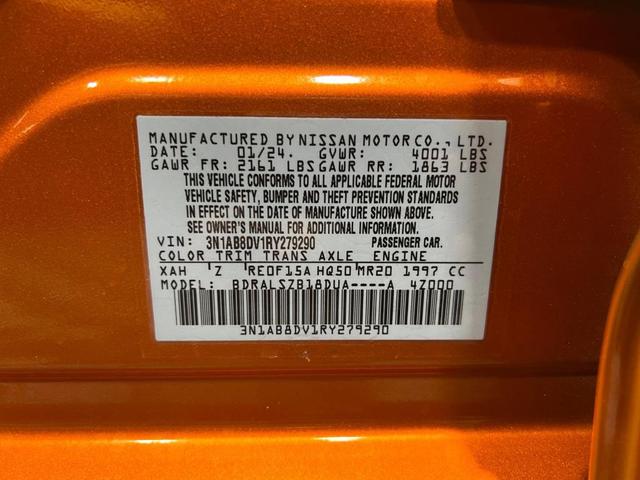 MANUFACTURED BY NISSAN MOTOR CO., LTD.
DATE: 01/24. GVWR: 4001 LBS
GAWR FR: 2161 LBS GAWR RR: 1863 LBS
THIS VEHICLE CONFORMS TO ALL APPLICABLE FEDERAL MOTOR
VEHICLE SAFETY, BUMPER AND THEFT PREVENTION STANDARDS
IN EFFECT ON THE DATE OF MANUFACTURE SHOWN ABOVE.
SEE OWNER'S MANUAL FOR ADDITIONAL INFORMATION.
VIN: 3N1AB8DV1RY279290 PASSENGER CAR.
COLOR TRIM TRANS AXLE ENGINE
XAH 'Z RE0F15A HQ50 MR20 1997 CC
MODEL: BDRALSZB18DUA----A 4Z000
3N1AB8DV1RY279290